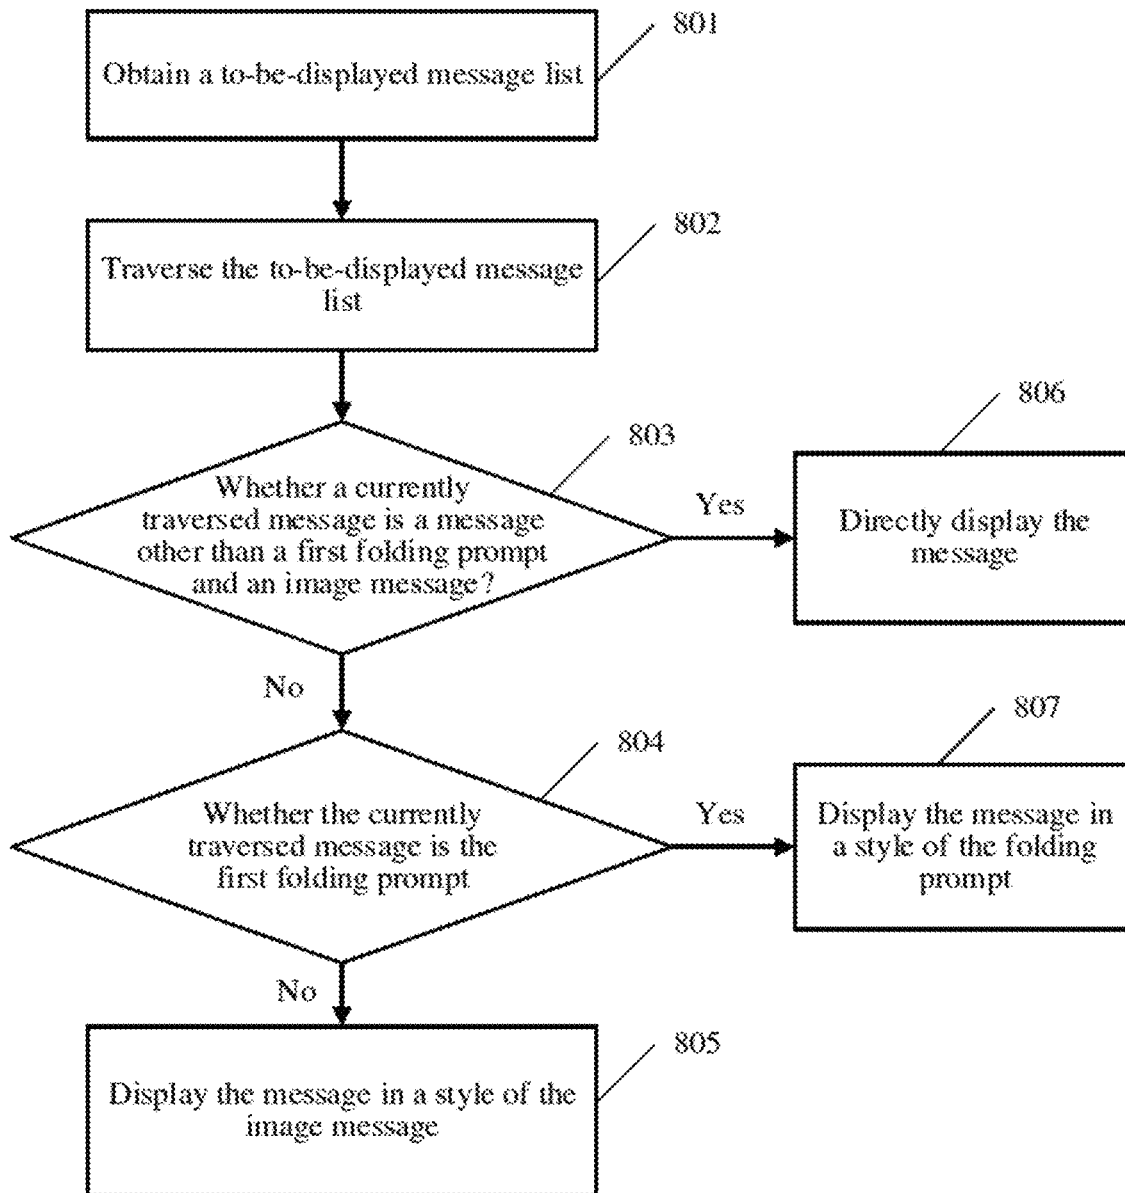 801
Obtain a to-be-displayed message list
802
Traverse the to-be-displayed message
list
803
Whether a currently
traversed message is a message
other than a first folding prompt
and an image message?
Yes
806
Directly display the
message
No
804
Whether the currently
traversed message is the
first folding prompt
Yes
807
Display the message in
a style of the folding
prompt
No
805
Display the message in a style of the
image message